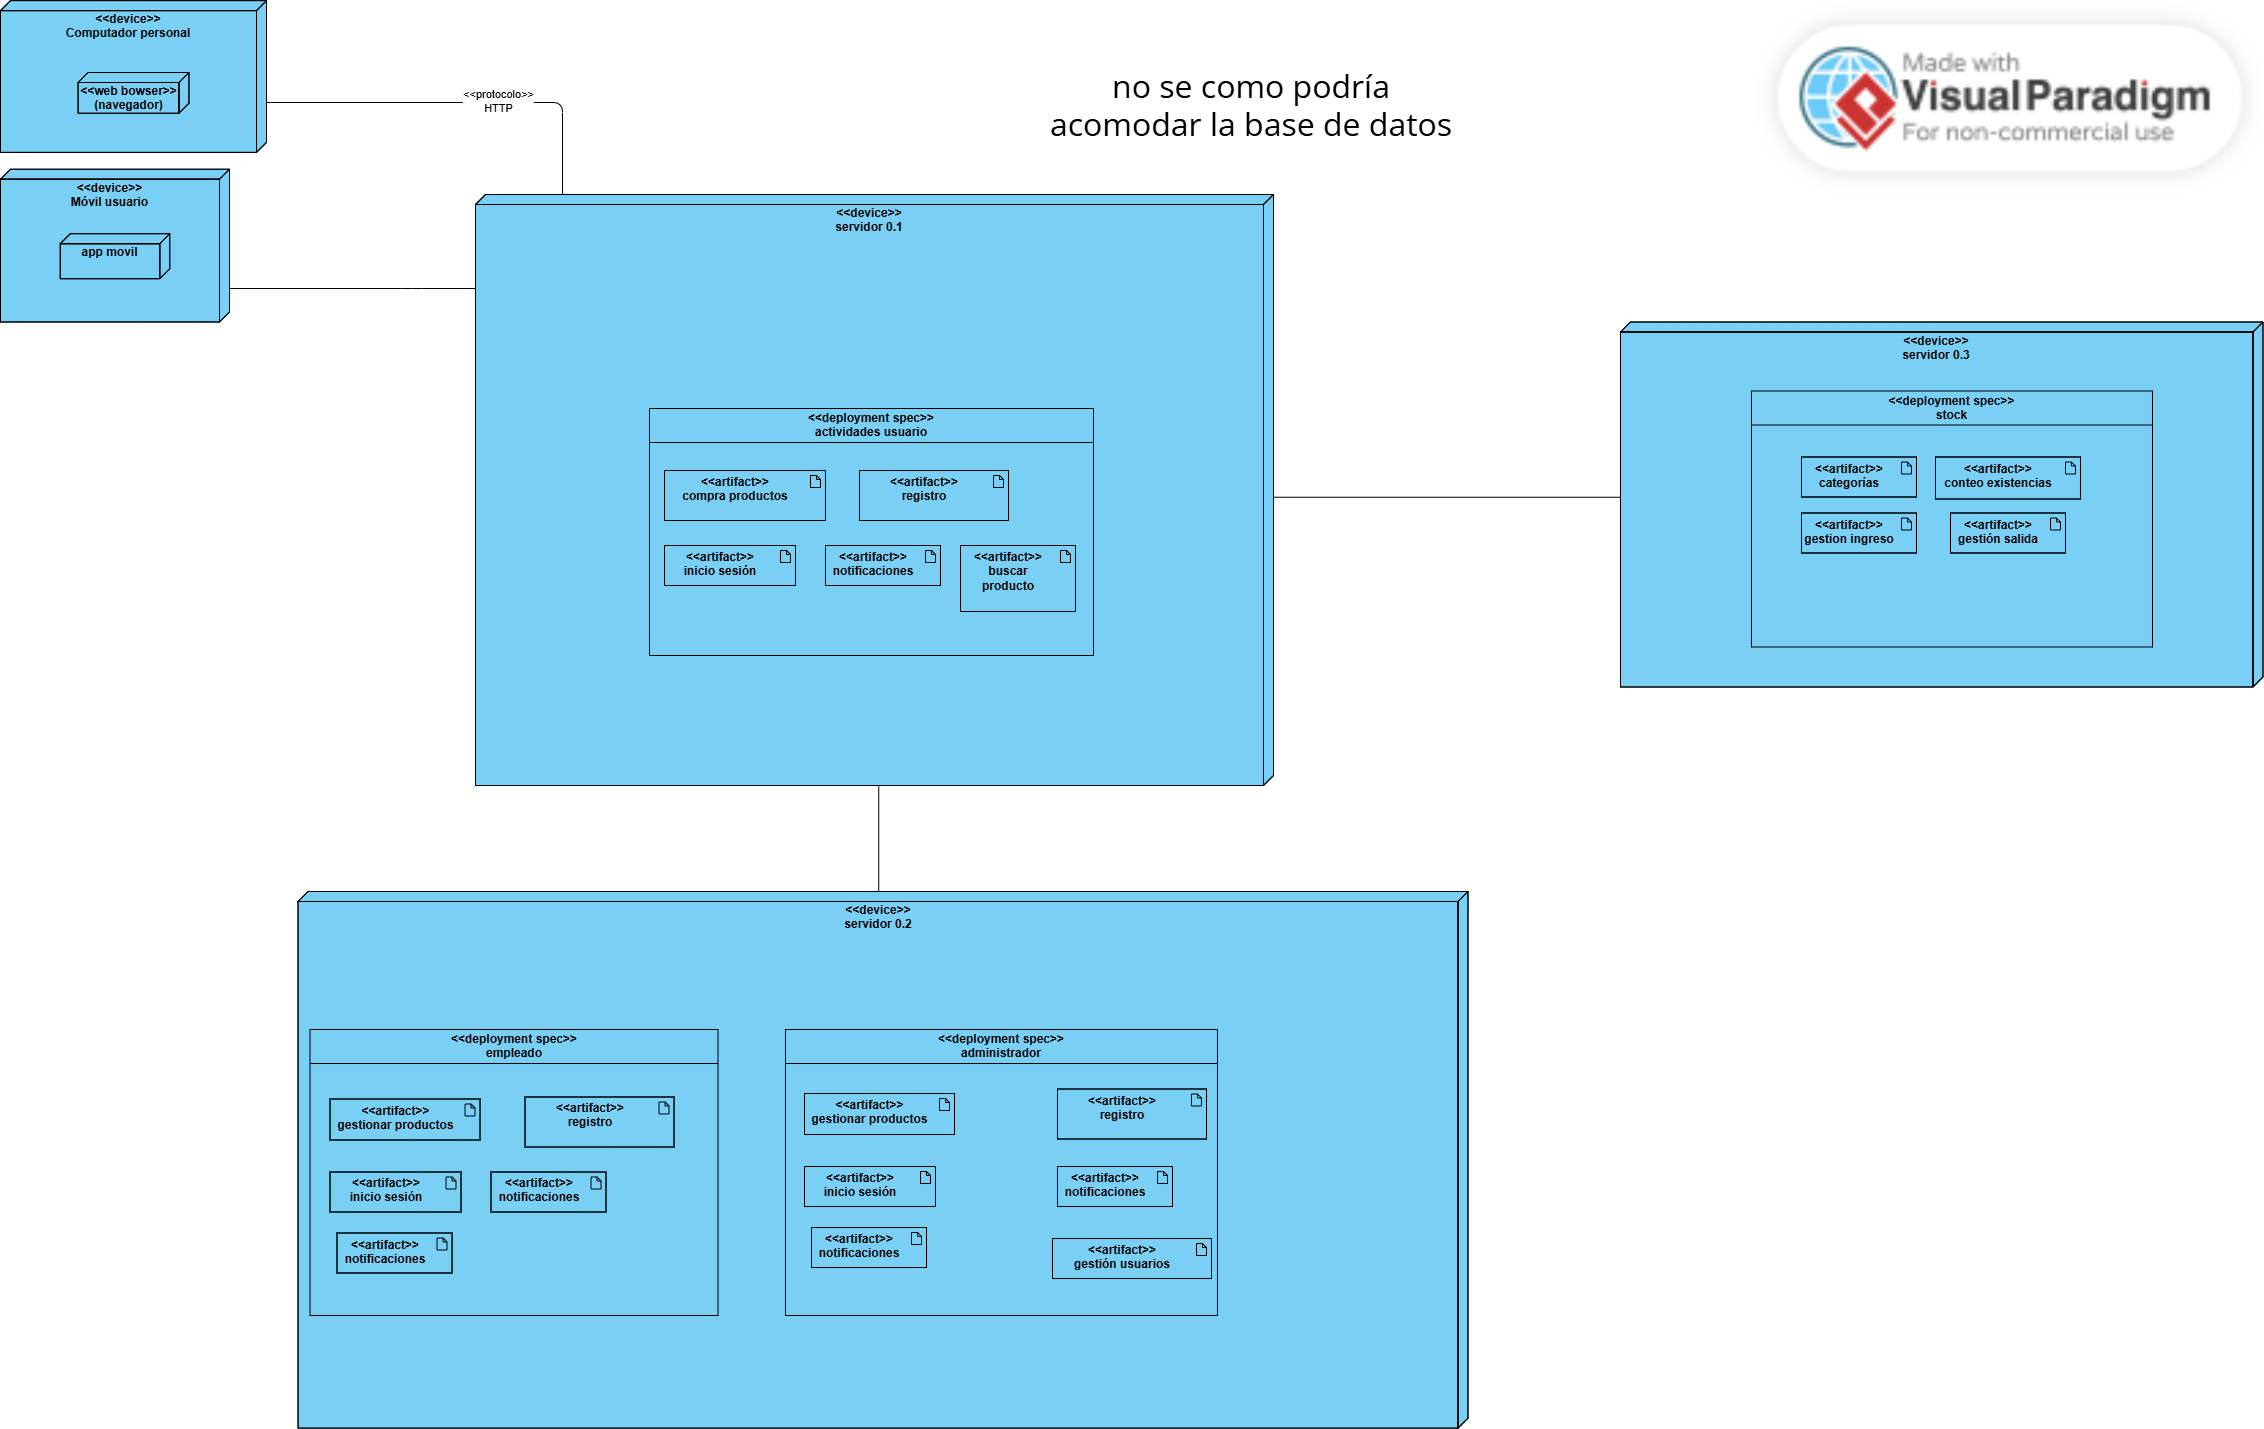 <<device>>
Computador personal
<<web bowser>>
(navegador)
<<protocolo>>
HTTP
no se como podría
acomodar la base de datos
Made with
Visual Paradigm
For non-commercial use
<<device>>
Móvil usuario
app movil
<<device>>
servidor 0.1
<<deployment spec>>
actividades usuario
<<artifact>>
compra productos
<<artifact>>
registro
<<artifact>>
inicio sesión
<<artifact>>
notificaciones
<<artifact>>
buscar
producto
<<device>>
servidor 0.3
<<deployment spec>>
stock
<<artifact>>
categorías
<<artifact>>
conteo existencias
<<artifact>>
gestion ingreso
<<artifact>>
gestión salida
<<device>>
servidor 0.2
<<deployment spec>>
empleado
<<artifact>>
gestionar productos
<<artifact>>
registro
<<artifact>>
inicio sesión
<<artifact>>
notificaciones
<<artifact>>
notificaciones
<<deployment spec>>
administrador
<<artifact>>
gestionar productos
<<artifact>>
registro
<<artifact>>
inicio sesión
<<artifact>>
notificaciones
<<artifact>>
notificaciones
<<artifact>>
gestión usuarios